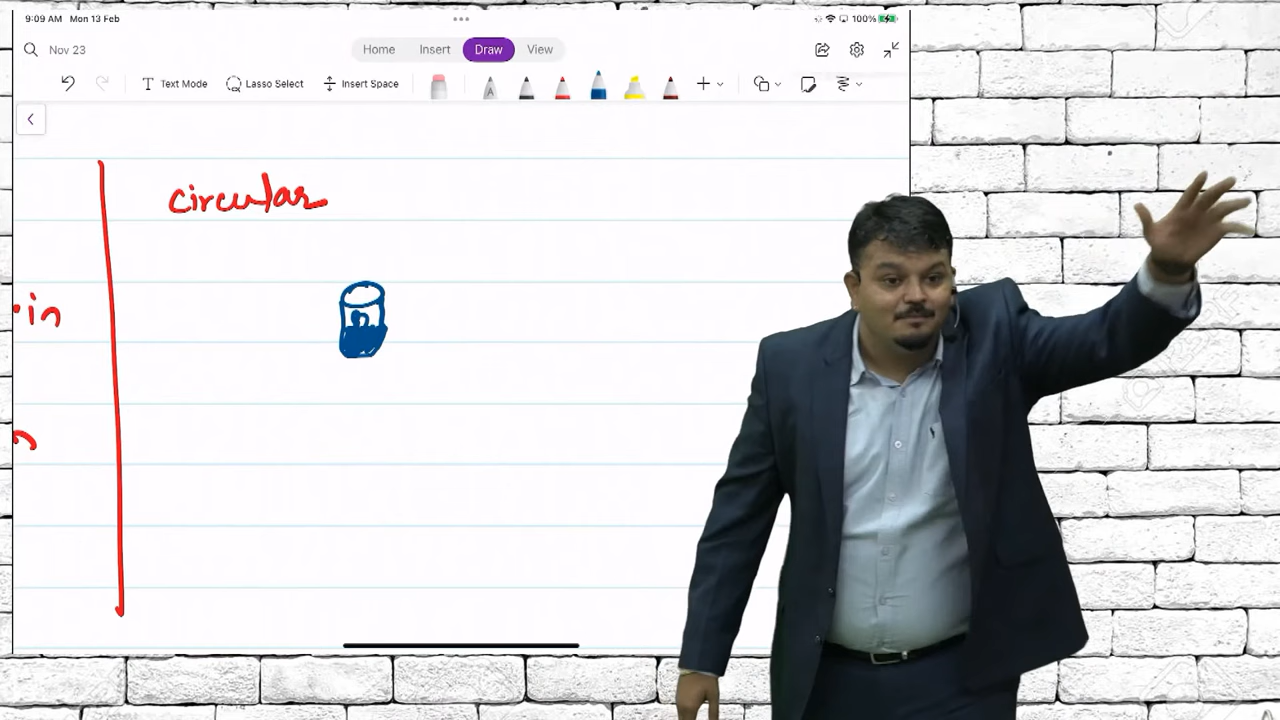 9:09 AM Mon 13 Feb
100%
Nov 23
Home Insert Draw View
Text Mode Lasso Select Insert Space
A
circular
in
n